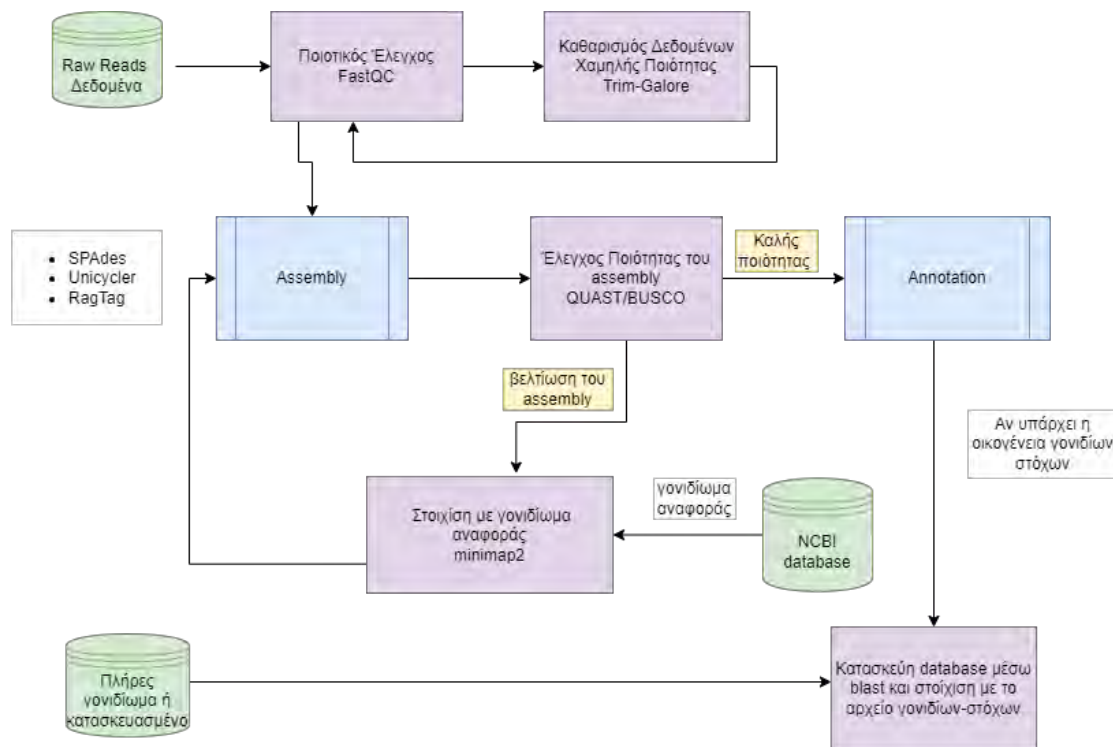 Raw Reads
Δεδομένα
Ποιοτικός Έλεγχος
FastQC
Καθαρισμός Δεδομένων
Χαμηλής Ποιότητας
Trim-Galore
SPAdes
Unicycler
RagTag
Assembly
Έλεγχος Ποιότητας του
assembly
QUAST/BUSCO
Καλής
ποιότητας
Annotation
βελτίωση του
assembly
Αν υπάρχει η
οικογένεια γονιδίων
στόχων
Στοιχίση με γονιδίωμα
αναφοράς
minimap2
γονιδίωμα
αναφοράς
NCBI
database
Πλήρες
γονιδίωμα ή
κατασκευασμένο
Κατασκεύη database μέσω
blast και στοίχιση με το
αρχείο γονιδίων-στόχων